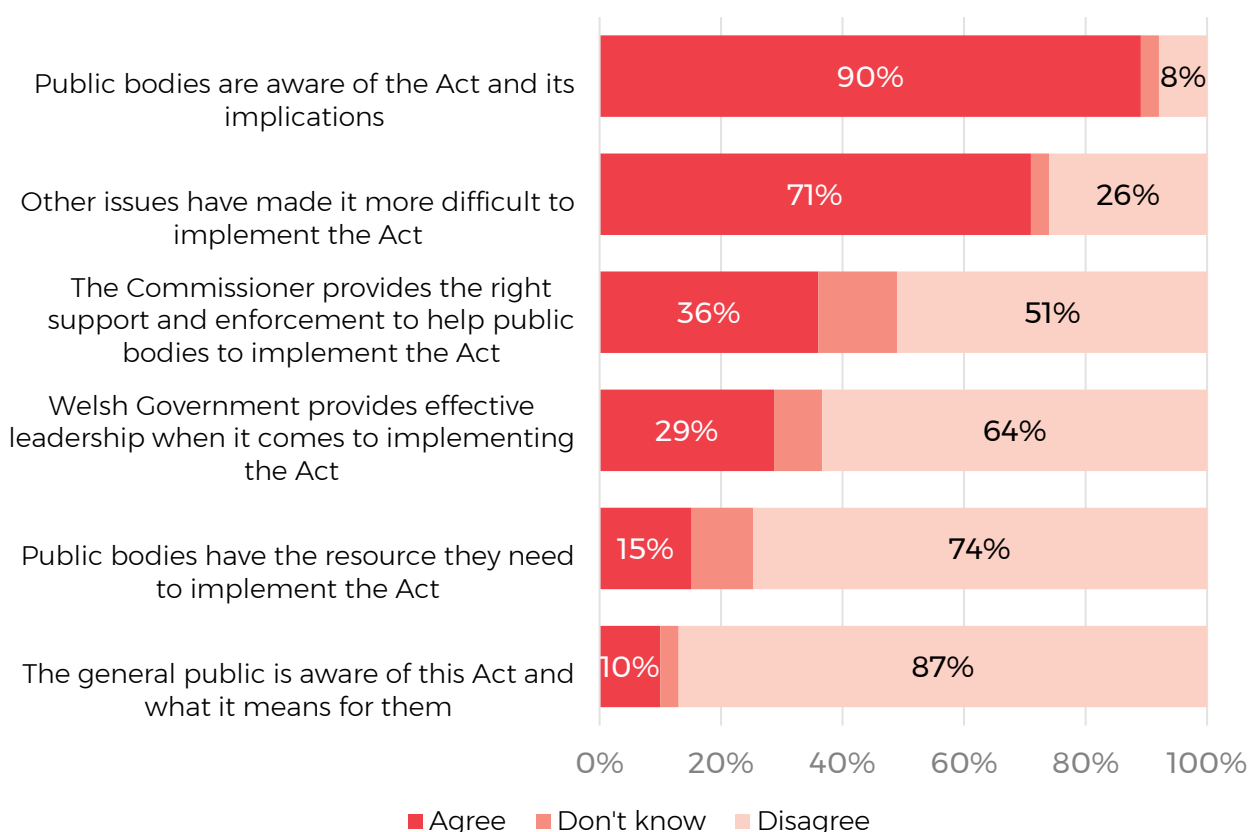 Public bodies are aware of the Act and its
implications
90%
8%
Other issues have made it more difficult to
implement the Act
71%
26%
The Commissioner provides the right
support and enforcement to help public
bodies to implement the Act
36%
51%
Welsh Government provides effective
leadership when it comes to implementing
the Act
29%
64%
Public bodies have the resource they need
to implement the Act
15%
74%
The general public is aware of this Act and
what it means for them
10%
87%
0% 20% 40% 60% 80% 100%
Agree Don't know Disagree